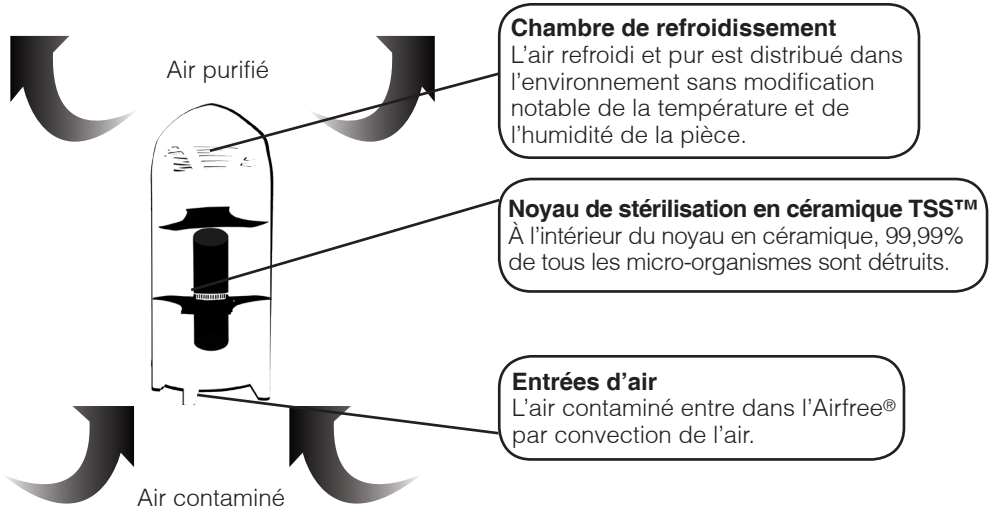 Chambre de refroidissement
L'air refroidi et pur est distribué dans
l'environnement sans modification
notable de la température et de
l'humidité de la pièce.
Air purifié
Noyau de stérilisation en céramique TSS™
À l'intérieur du noyau en céramique, 99,99%
de tous les micro-organismes sont détruits.
Entrées d'air
L'air contaminé entre dans l'Airfree®
par convection de l'air.
Air contaminé